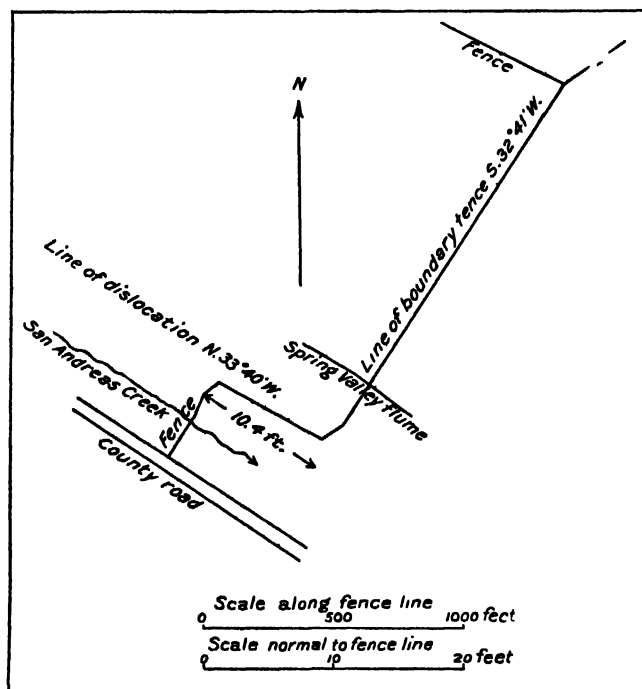 Fence
N
Line of boundary fence S.32°41'W.
Line of dislocation N.33°40'W.
San Andreas Creek
Spring Valley flume
Fence
10.4 ft.
County road
Scale along fence line
0 500 1000 feet
Scale normal to fence line
0 10 20 feet